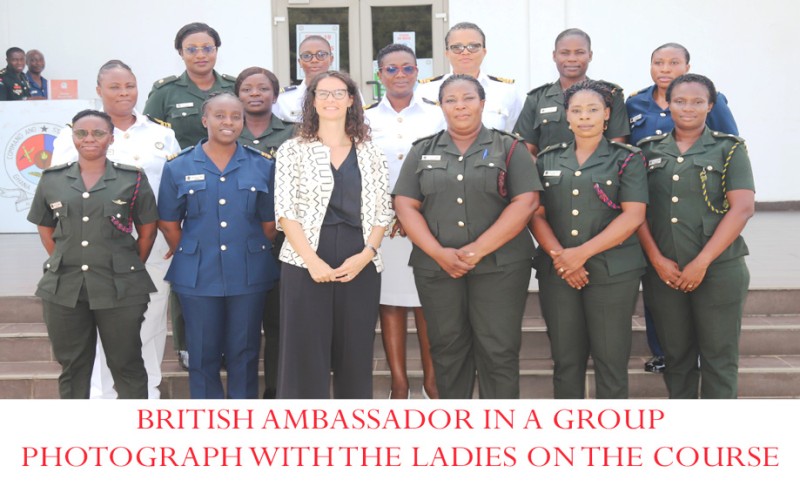 BRITISH AMBASSADOR IN A GROUP
PHOTOGRAPH WITH THE LADIES ON THE COURSE